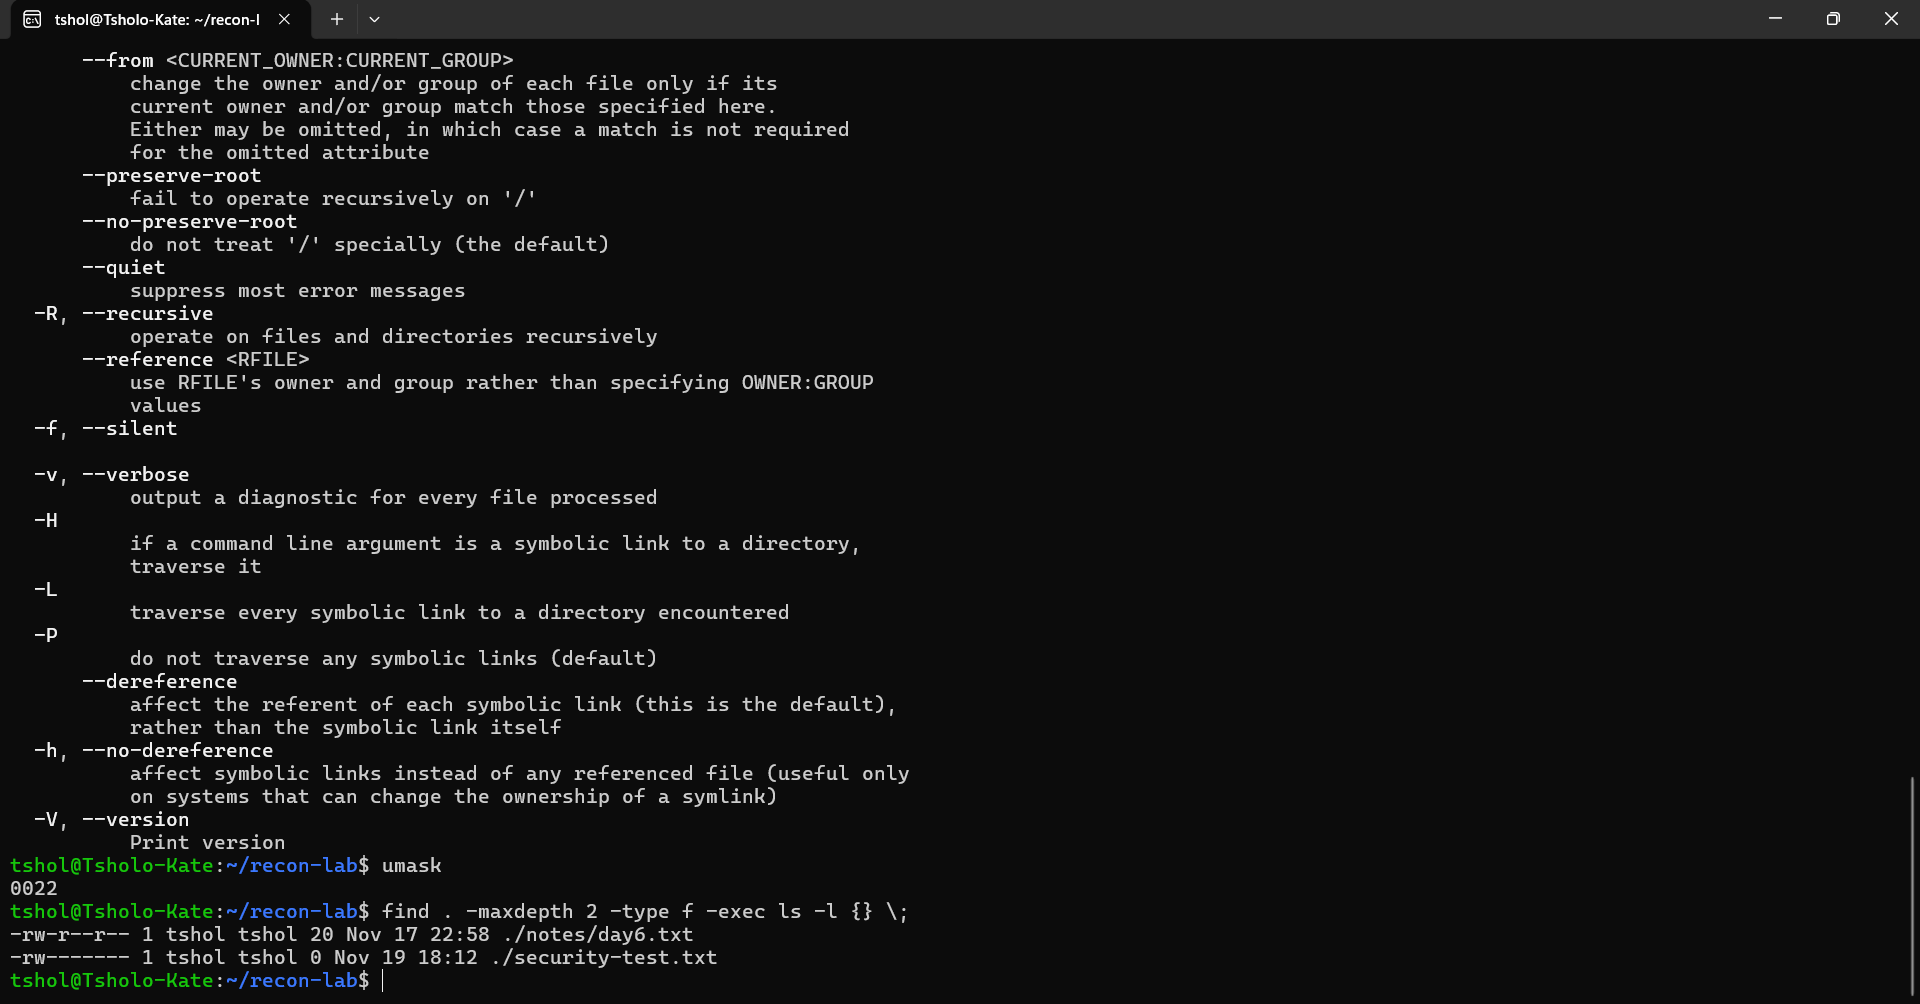 tshol@Tsholo-Kate: ~/recon-l
--from <CURRENT_OWNER:CURRENT_GROUP>
change the owner and/or group of each file only if its
current owner and/or group match those specified here.
Either may be omitted, in which case a match is not required
for the omitted attribute
--preserve-root
fail to operate recursively on '/'
--no-preserve-root
do not treat '/' specially (the default)
--quiet
suppress most error messages
-R, --recursive
operate on files and directories recursively
--reference <RFILE>
use RFILE's owner and group rather than specifying OWNER:GROUP
values
-f, --silent
-v, --verbose
output a diagnostic for every file processed
-H
if a command line argument is a symbolic link to a directory,
traverse it
-L
traverse every symbolic link to a directory encountered
-P
do not traverse any symbolic links (default)
--dereference
affect the referent of each symbolic link (this is the default),
rather than the symbolic link itself
-h, --no-dereference
affect symbolic links instead of any referenced file (useful only
on systems that can change the ownership of a symlink)
-V, --version
Print version
tshol@Tsholo-Kate:~/recon-lab$ umask
0022
tshol@Tsholo-Kate:~/recon-lab$ find . -maxdepth 2 -type f -exec ls -l {} \;
-rw-r--r-- 1 tshol tshol 20 Nov 17 22:58 ./notes/day6.txt
-rw------- 1 tshol tshol 0 Nov 19 18:12 ./security-test.txt
tshol@Tsholo-Kate:~/recon-lab$